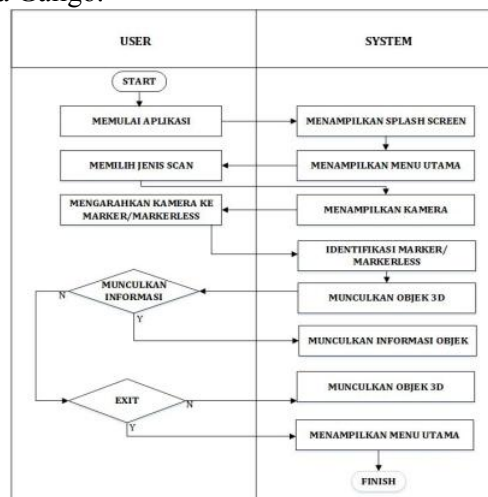 USER
SYSTEM
START
MEMULAI APLIKASI
MENAMPILKAN SPLASH SCREEN
MEMILIH JENIS SCAN
MENAMPILKAN MENU UTAMA
MENGARAHKAN KAMERA KE
MARKER/MARKERLESS
MENAMPILKAN KAMERA
IDENTIFIKASI MARKER/
MARKERLESS
MUNCULKAN
INFORMASI
N
Y
MUNCULKAN OBJEK 3D
MUNCULKAN INFORMASI OBJEK
EXIT
N
Y
MUNCULKAN OBJEK 3D
MENAMPILKAN MENU UTAMA
FINISH